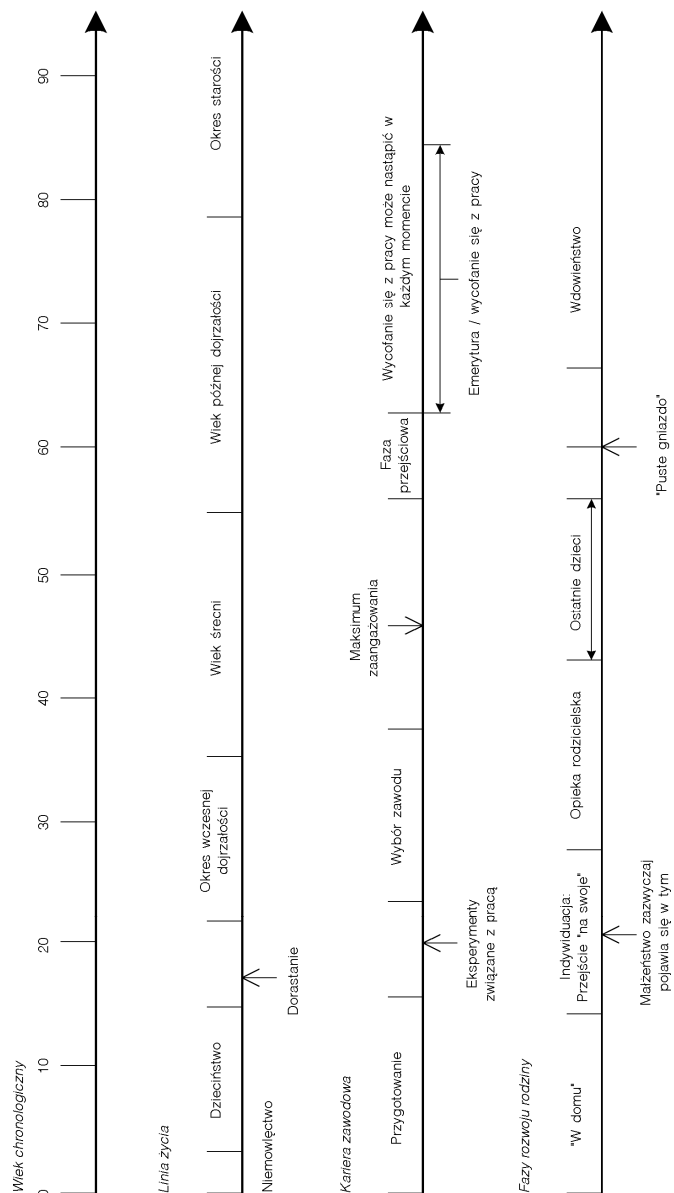 Wiek chronologiczny
0
10
20
30
40
50
60
70
80
90
Linia życia
Niemowlęctwo
Dzieciństwo
Dorastanie
Okres wczesnej
dojrzałości
Wiek śrecni
Wiek późnej dojrzałości
Okres starości
Kariera zawodowa
Przygotowanie
Eksperymenty
związane z pracą
Wybór zawodu
Maksimum
zaangażowania
Faza
przejściowa
Wycofanie się z pracy może nastąpić w
każdym momencie
Emerytura / wycofanie się z pracy
Fazy rozwoju rodziny
"W domu"
Indywiduacja:
Przejście "na swoje"
Małżeństwo zazwyczaj
pojawia się w tym
Opieka rodzicielska
Ostatnie dzieci
"Puste gniazdo"
Wdowieństwo